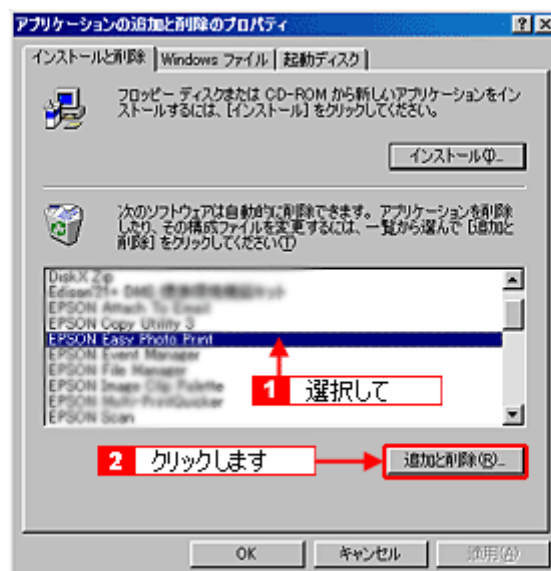 アプリケーションの追加と削除のプロパティ
インストールと削除 Windows ファイル 起動ディスク
フロッピー ディスクまたは CD-ROM から新しいアプリケーションをイン
ストールするには、[インストール] をクリックしてください。
インストール(I)...
次のソフトウェアは自動的に削除できます。アプリケーションを削除
したり、その構成ファイルを変更するには、一覧から選んで [追加と
削除] をクリックしてください(T)
DiskX Zip
Edison21+
EPSON Attach To Email
EPSON Copy Utility 3
EPSON Easy Photo Print
EPSON Event Manager
EPSON File Manager
EPSON Image Clip Palette
EPSON Multi-PrintQuicker
EPSON Scan
1 選択して
2 クリックします
追加と削除(R)...
OK キャンセル 適用(A)